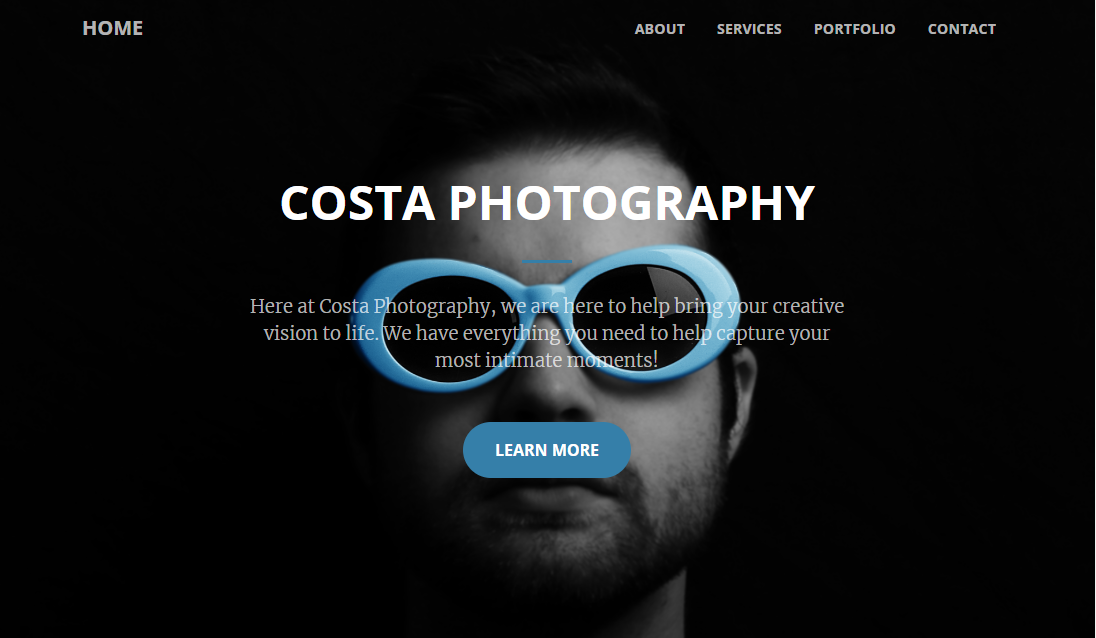 HOME
ABOUT SERVICES PORTFOLIO CONTACT
COSTA PHOTOGRAPHY
Here at Costa Photography, we are here to help bring your creative
vision to life. We have everything you need to help capture your
most intimate moments!
LEARN MORE